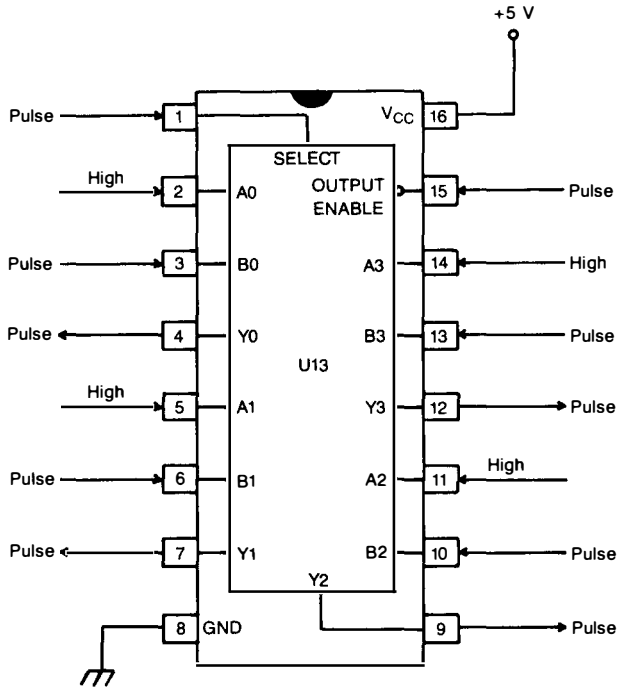 +5 V
Pulse 1 VCC 16
SELECT
High 2 A0 OUTPUT ENABLE 15 Pulse
Pulse 3 B0 A3 14 High
Pulse 4 Y0 B3 13 Pulse
U13
High 5 A1 Y3 12 Pulse
Pulse 6 B1 A2 11 High
Pulse 7 Y1 B2 10 Pulse
Y2
8 GND 9 Pulse